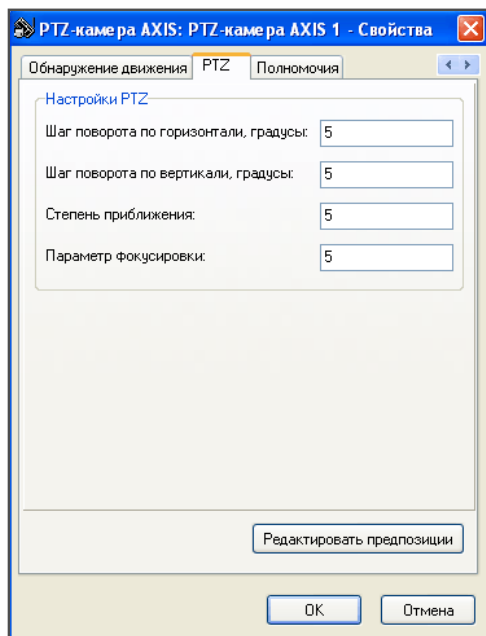 PTZ-камера AXIS: PTZ-камера AXIS 1 - Свойства
Обнаружение движения PTZ Полномочия
Настройки PTZ
Шаг поворота по горизонтали, градусы: 5
Шаг поворота по вертикали, градусы: 5
Степень приближения: 5
Параметр фокусировки: 5
Редактировать предпозиции
OK Отмена